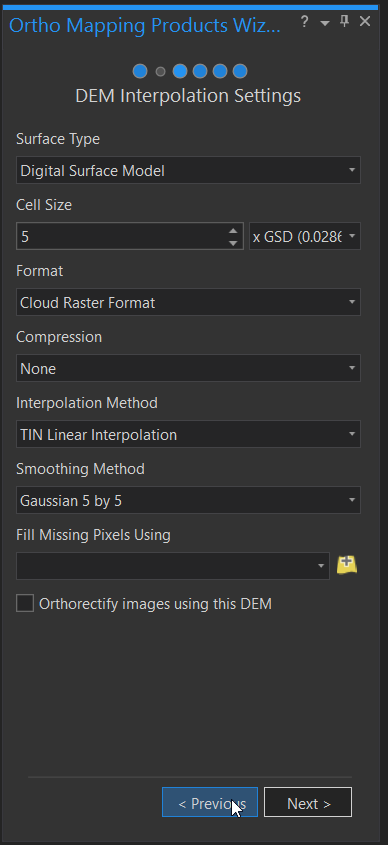 Ortho Mapping Products Wiz...
DEM Interpolation Settings
Surface Type
Digital Surface Model
Cell Size
5
x GSD (0.0286
Format
Cloud Raster Format
Compression
None
Interpolation Method
TIN Linear Interpolation
Smoothing Method
Gaussian 5 by 5
Fill Missing Pixels Using
Orthorectify images using this DEM
< Previous
Next >